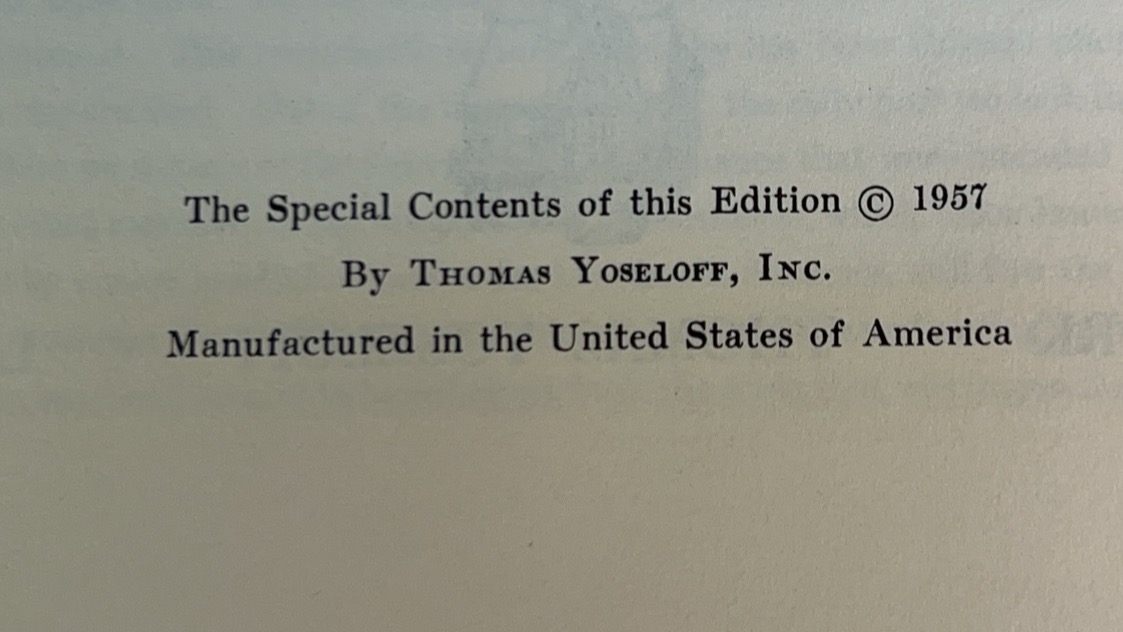 The Special Contents of this Edition © 1957
By Thomas Yoseloff, Inc.
Manufactured in the United States of America